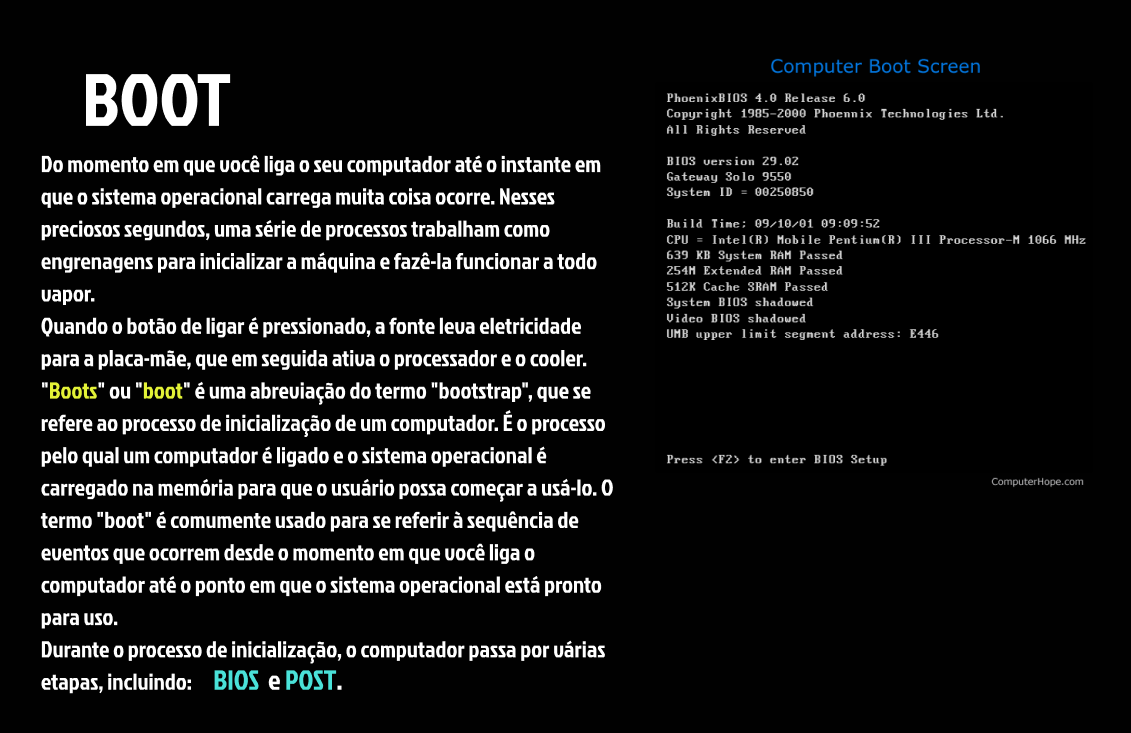 BOOT
Do momento em que você liga o seu computador até o instante em
que o sistema operacional carrega muita coisa ocorre. Nesses
preciosos segundos, uma série de processos trabalham como
engrenagens para inicializar a máquina e fazê-la funcionar a todo
vapor.
Quando o botão de ligar é pressionado, a fonte leva eletricidade
para a placa-mãe, que em seguida ativa o processador e o cooler.
"Boots" ou "boot" é uma abreviação do termo "bootstrap", que se
refere ao processo de inicialização de um computador. É o processo
pelo qual um computador é ligado e o sistema operacional é
carregado na memória para que o usuário possa começar a usá-lo. O
termo "boot" é comumente usado para se referir à sequência de
eventos que ocorrem desde o momento em que você liga o
computador até o ponto em que o sistema operacional está pronto
para uso.
Durante o processo de inicialização, o computador passa por várias
etapas, incluindo: BIOS e POST.
Computer Boot Screen
PhoenixBIOS 4.0 Release 6.0
Copyright 1985-2000 Phoennix Technologies Ltd.
All Rights Reserved
BIOS version 29.02
Gateway Solo 9550
System ID = 00250850
Build Time; 09/10/01 09:09:52
CPU = Intel(R) Mobile Pentium(R) III Processor-M 1066 MHz
639 KB System RAM Passed
254M Extended RAM Passed
512K Cache SRAM Passed
System BIOS shadowed
Video BIOS shadowed
UMB upper limit segment address: E446
Press <F2> to enter BIOS Setup
ComputerHope.com